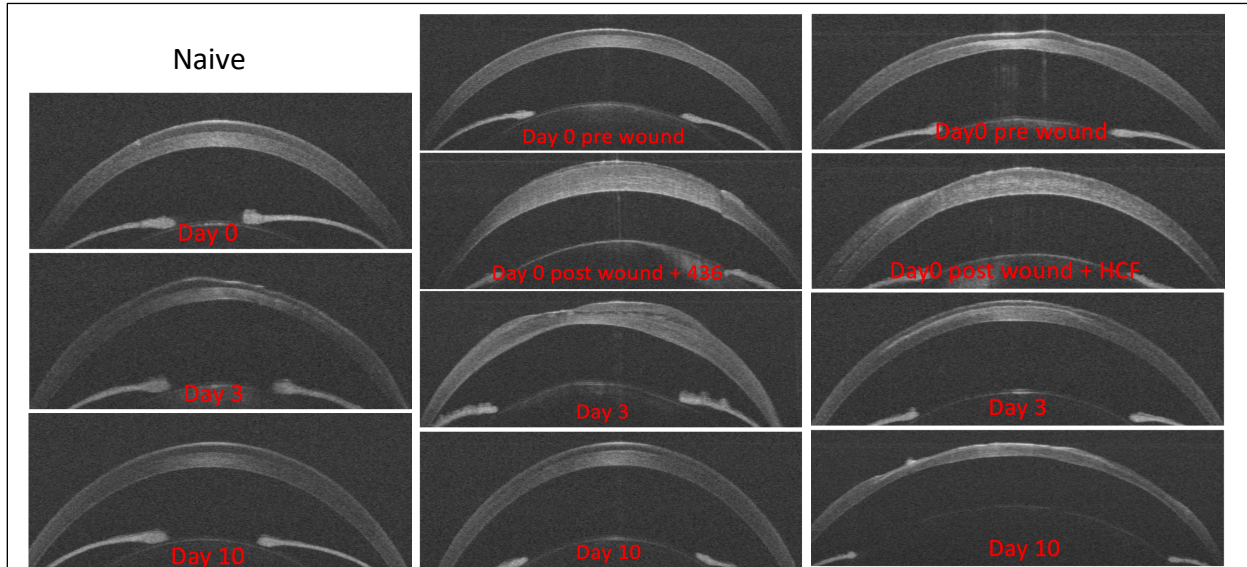 Naive
Day 0
Day 3
Day 10
Day 0 pre wound
Day 0 post wound + 436
Day 3
Day 10
Day0 pre wound
Day0 post wound + HCF
Day 3
Day 10